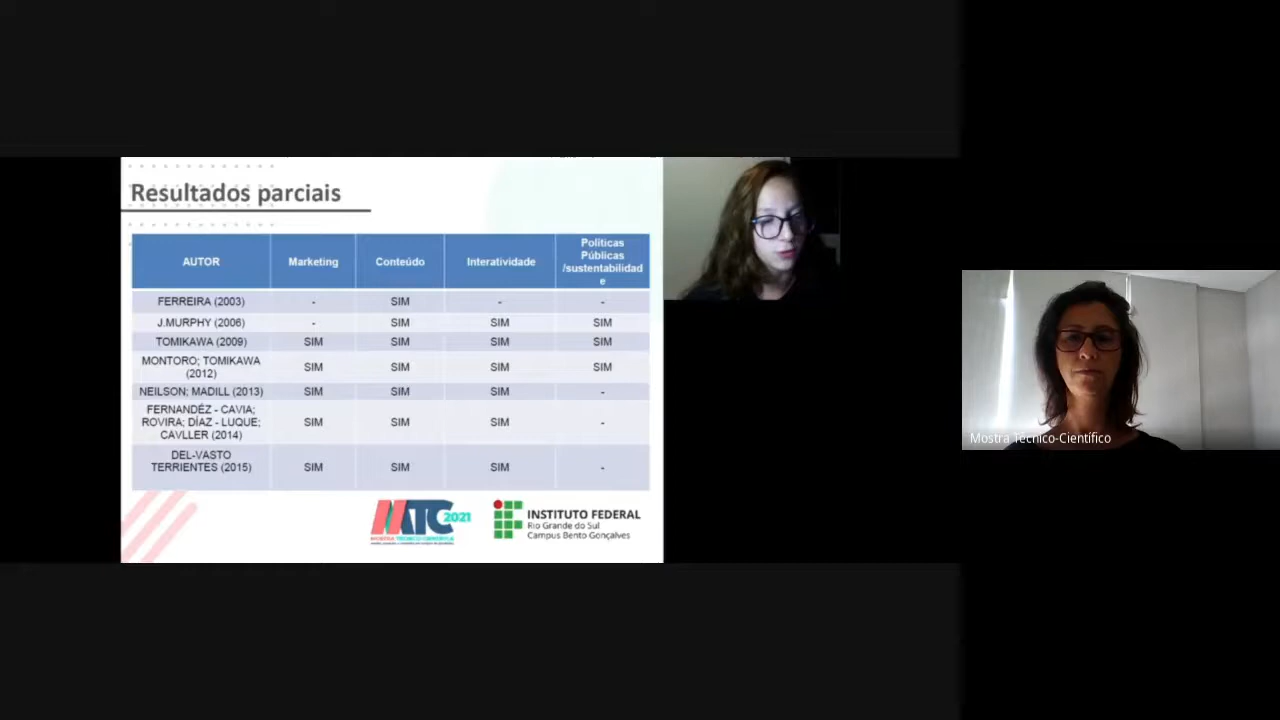 Resultados parciais
AUTOR Marketing Conteúdo Interatividade Políticas
Públicas
/sustentabilidad
e
FERREIRA (2003) - SIM - -
J.MURPHY (2006) - SIM SIM SIM
TOMIKAWA (2009) SIM SIM SIM SIM
MONTORO; TOMIKAWA
(2012) SIM SIM SIM SIM
NEILSON; MADILL (2013) SIM SIM SIM -
FERNANDÉZ - CAVIA;
ROVIRA; DÍAZ - LUQUE;
CAVLLER (2014) SIM SIM SIM -
DEL-VASTO
TERRIENTES (2015) SIM SIM SIM -
MTC 2021
MOSTRA TÉCNICO-CIENTÍFICA
INSTITUTO FEDERAL
Rio Grande do Sul
Campus Bento Gonçalves
Mostra Técnico-Científico